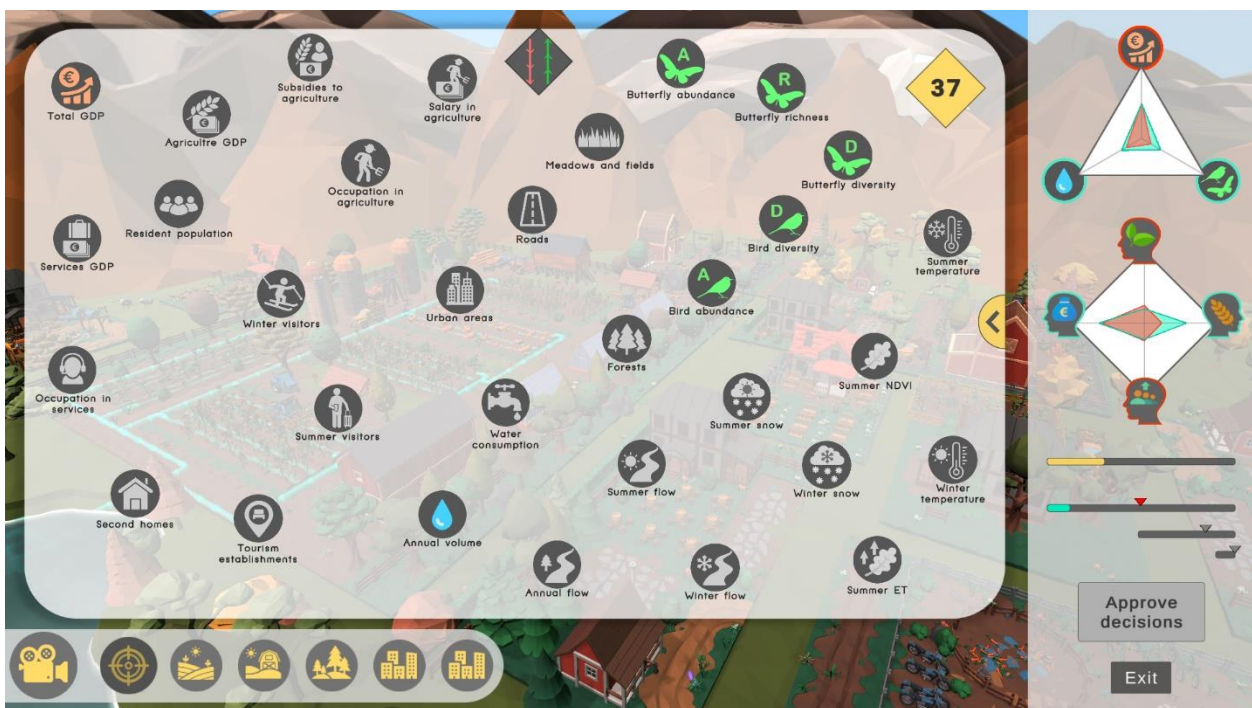 Total GDP
Subsidies to
agriculture
Salary in
agriculture
A
Butterfly abundance
R
Butterfly richness
37
Agricultre GDP
Meadows and fields
D
Butterfly diversity
Occupation in
agriculture
Resident population
Roads
D
Bird diversity
Services GDP
Summer
temperature
Winter visitors
Urban areas
A
Bird abundance
Forests
Summer NDVI
Occupation in
services
Summer visitors
Water
consumption
Summer snow
Summer flow
Winter snow
Winter
temperature
Second homes
Tourism
establishments
Annual volume
Annual flow
Winter flow
Summer ET
Approve
decisions
Exit